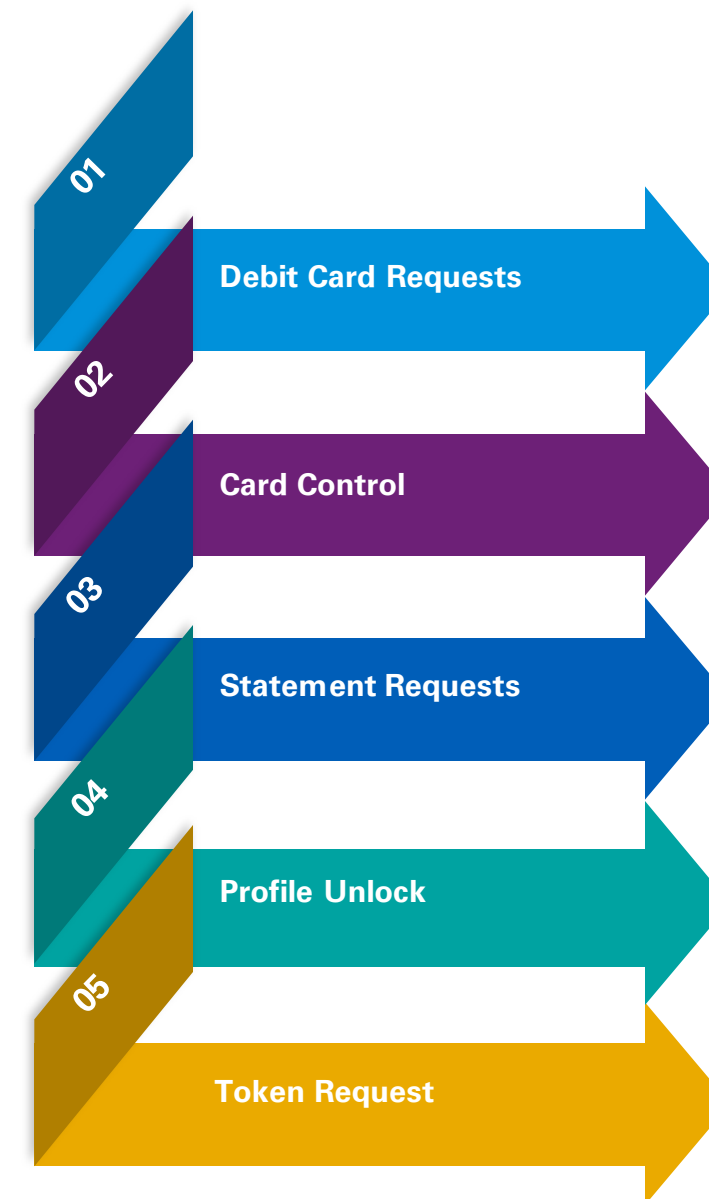 01
Debit Card Requests
02
Card Control
03
Statement Requests
04
Profile Unlock
05
Token Request